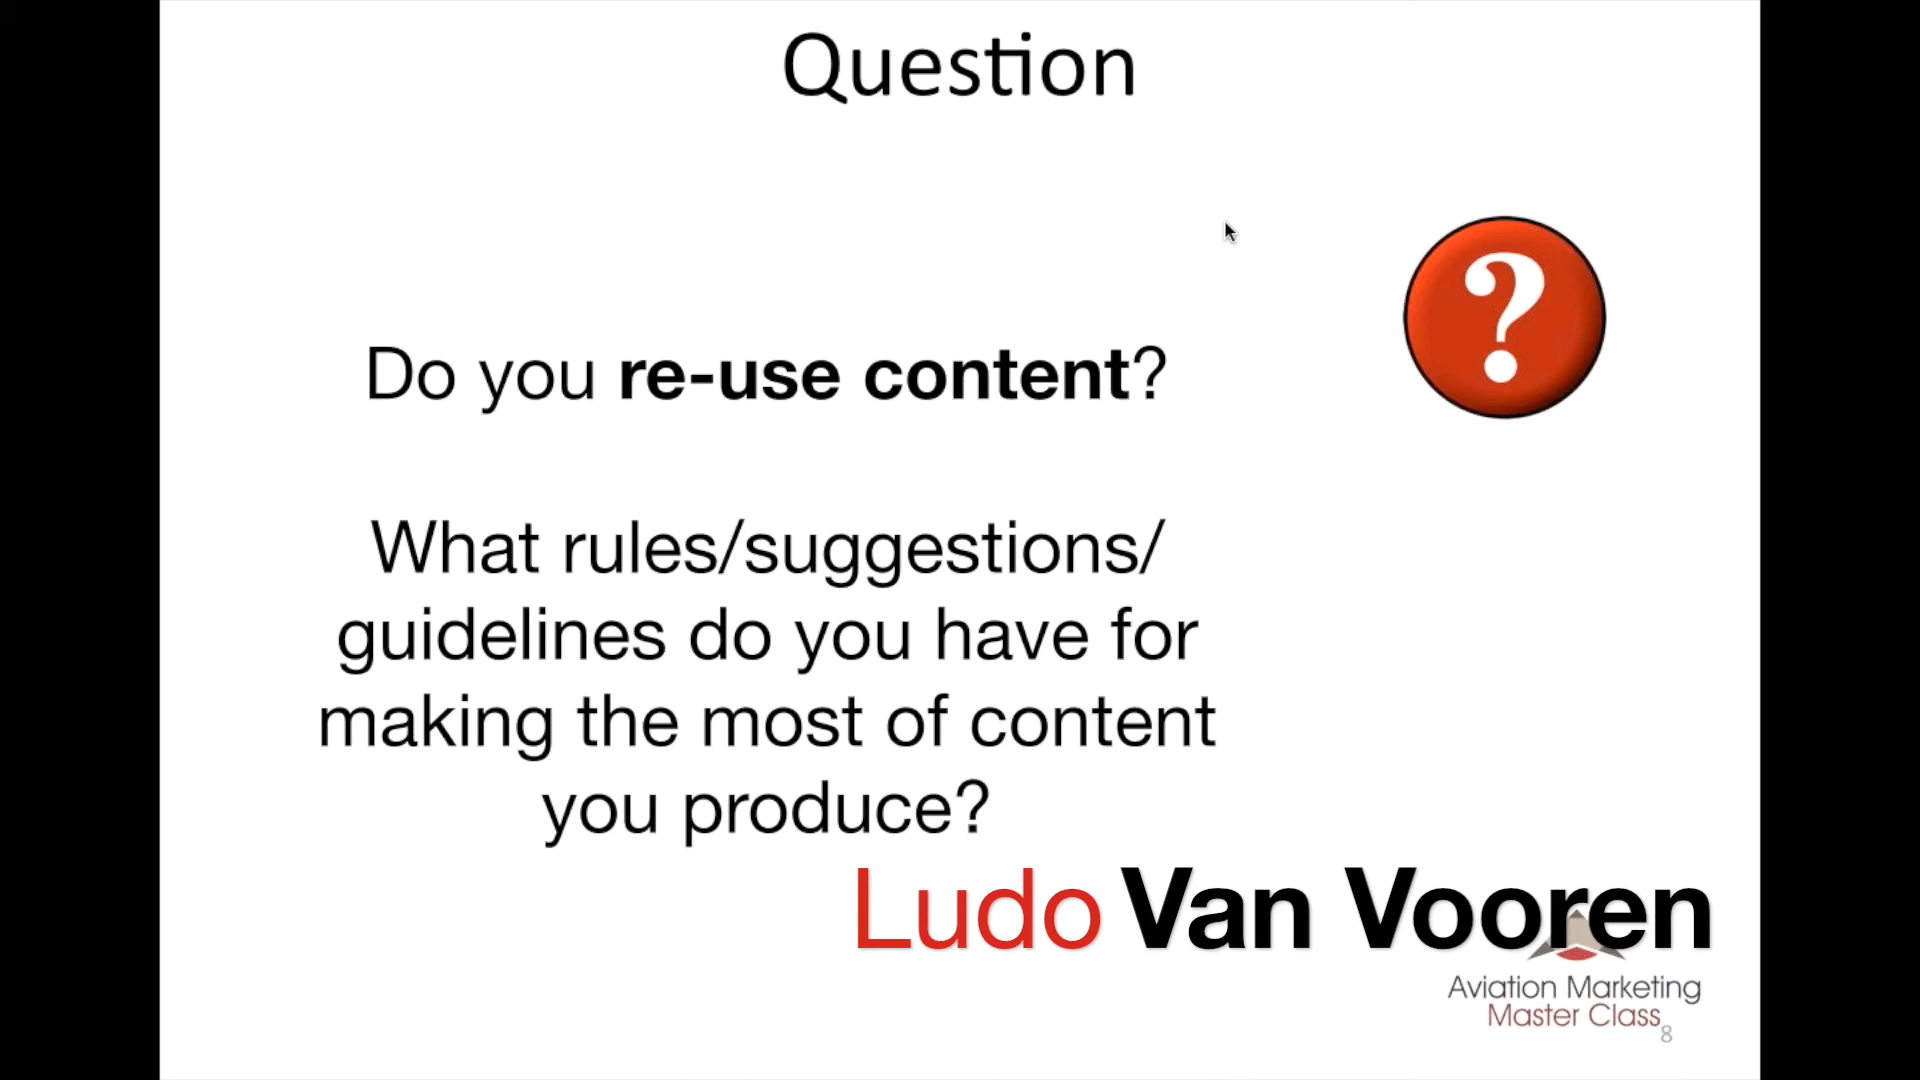 Question
?
Do you re-use content?
What rules/suggestions/
guidelines do you have for
making the most of content
you produce?
Ludo Van Vooren
Aviation Marketing
Master Class
8